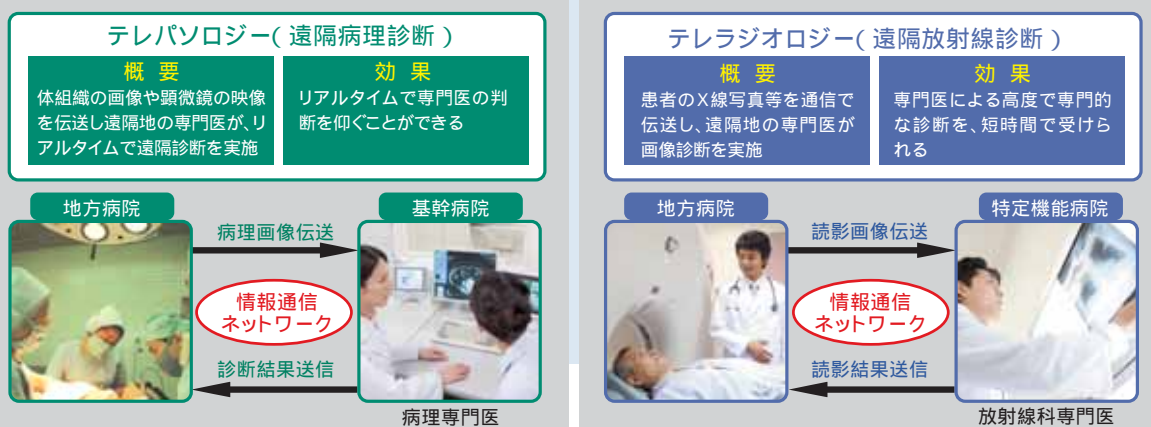 テレパソロジー(遠隔病理診断)
概要
体組織の画像や顕微鏡の映像
を伝送し遠隔地の専門医が、リ
アルタイムで遠隔診断を実施
効果
リアルタイムで専門医の判
断を仰ぐことができる
地方病院
基幹病院
病理画像伝送
情報通信
ネットワーク
診断結果送信
病理専門医
テレラジオロジー(遠隔放射線診断)
概要
患者のX線写真等を通信で
伝送し、遠隔地の専門医が
画像診断を実施
効果
専門医による高度で専門的
な診断を、短時間で受けら
れる
地方病院
特定機能病院
読影画像伝送
情報通信
ネットワーク
読影結果送信
放射線科専門医